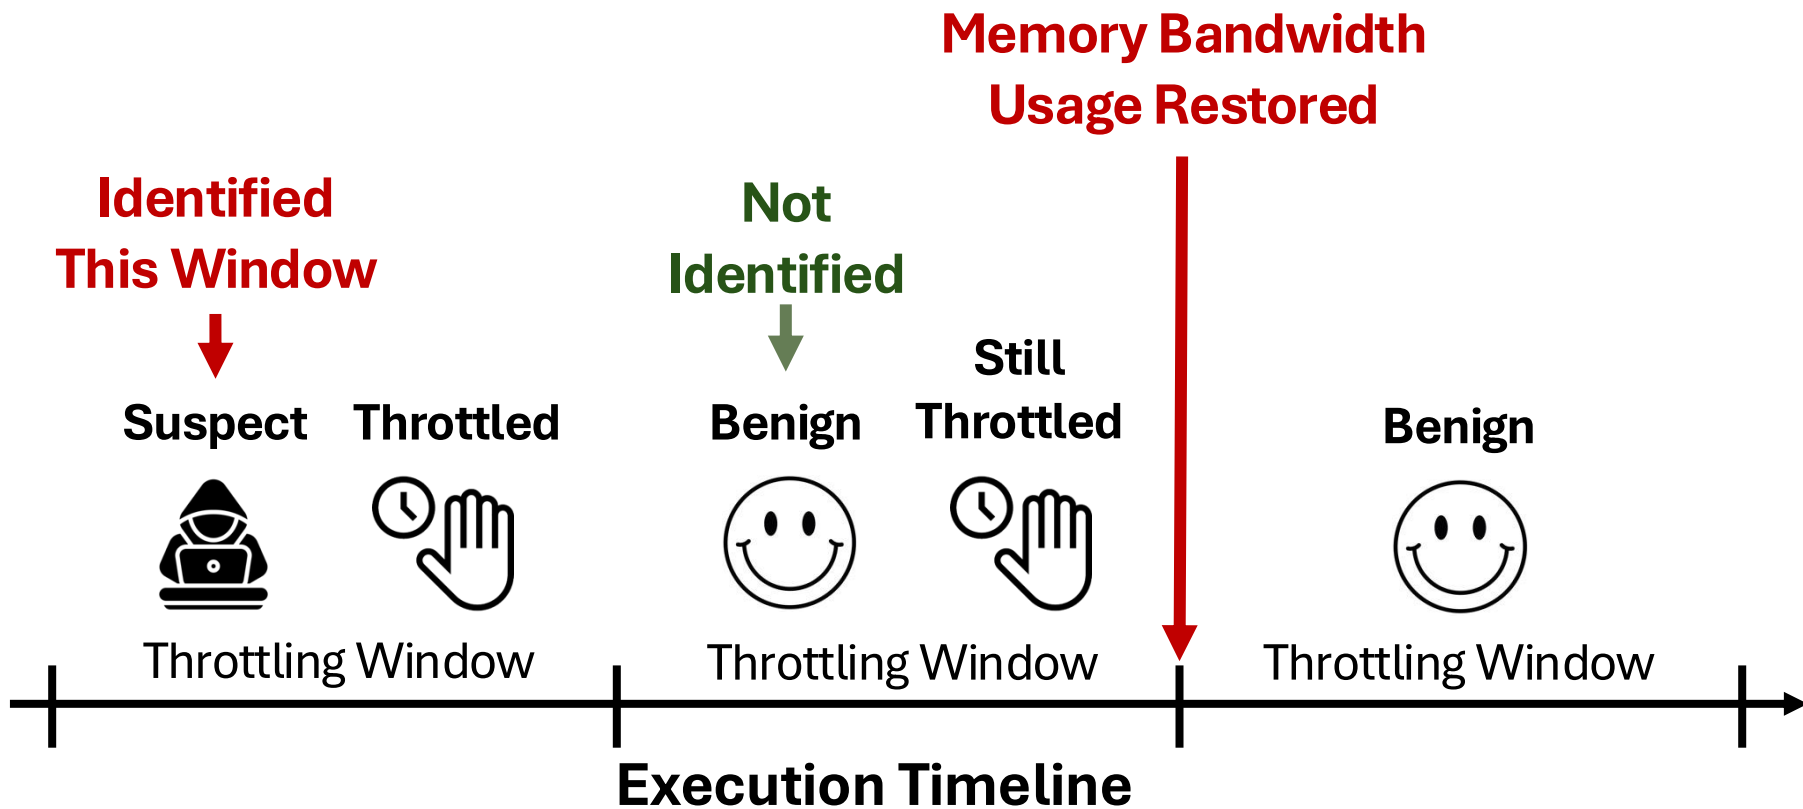 Memory Bandwidth
Usage Restored
Identified
This Window
Not
Identified
Suspect
Throttled
Benign
Still
Throttled
Benign
Throttling Window
Throttling Window
Throttling Window
Execution Timeline